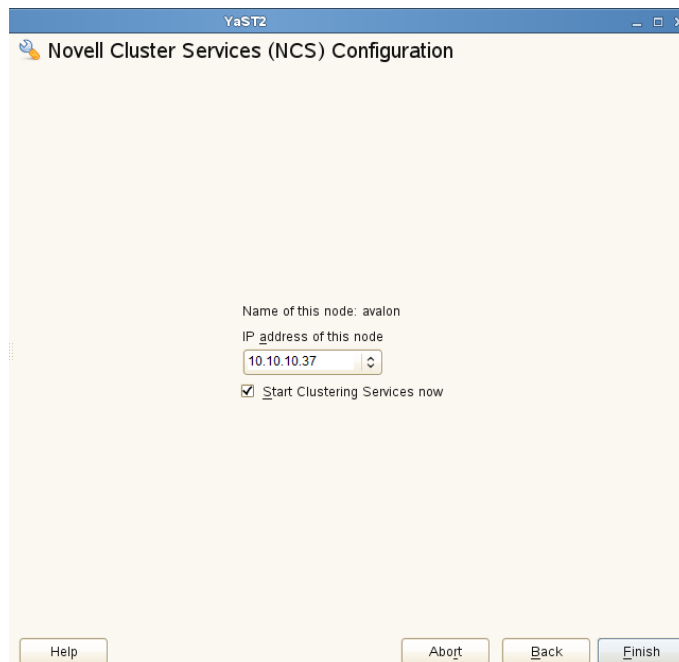 YaST2
Novell Cluster Services (NCS) Configuration
Name of this node: avalon
IP address of this node
10.10.10.37
Start Clustering Services now
Help Abort Back Finish